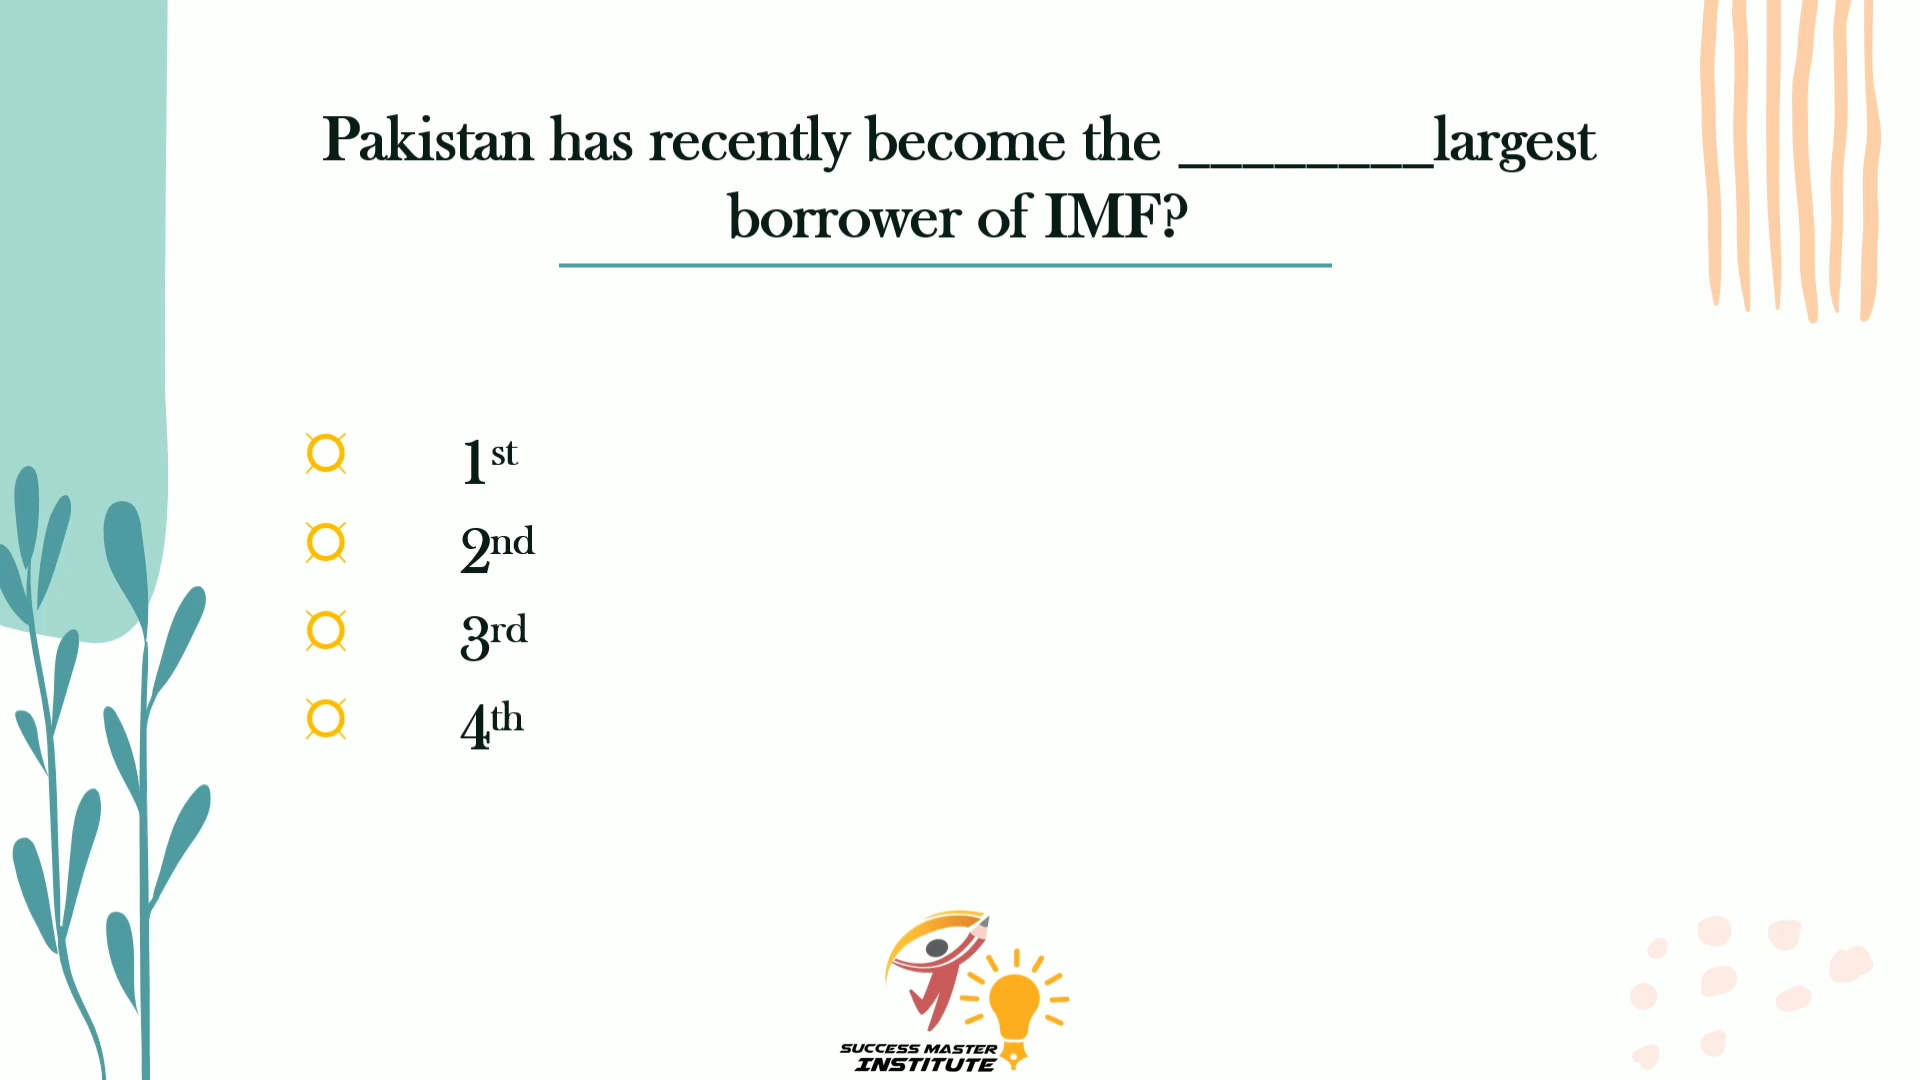 Pakistan has recently become the ________largest
borrower of IMF?
1st
2nd
3rd
4th
SUCCESS MASTER
INSTITUTE